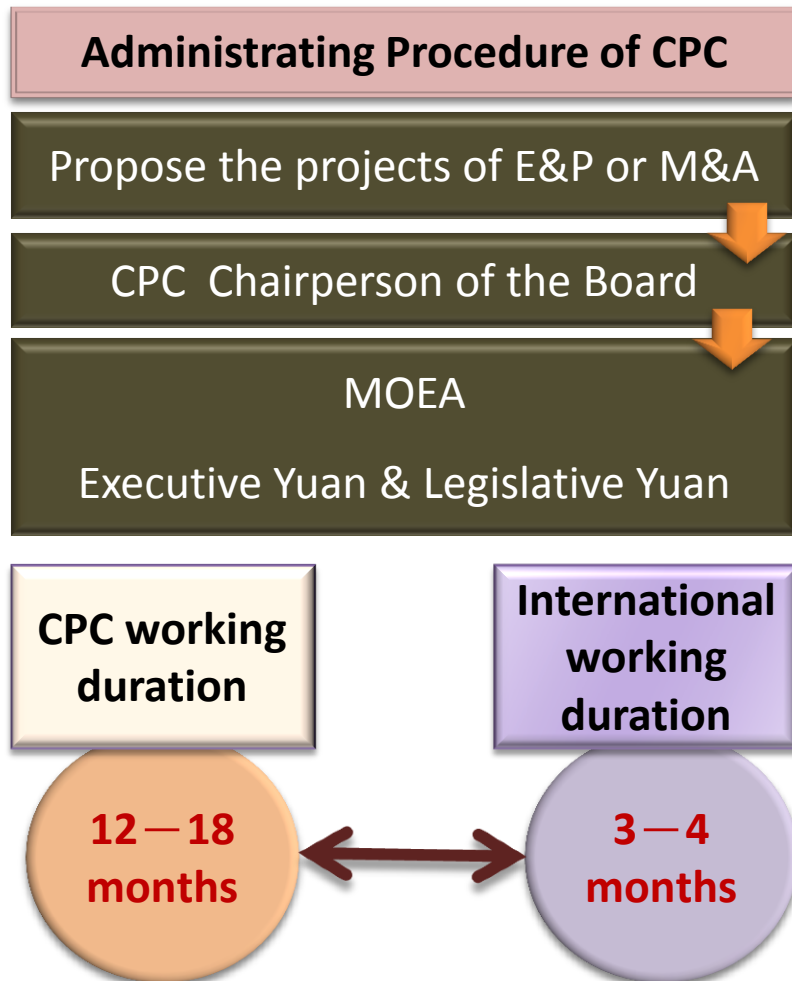 Administrating Procedure of CPC
Propose the projects of E&P or M&A
CPC  Chairperson of the Board
MOEA
Executive Yuan & Legislative Yuan
CPC working
duration
International
working
duration
12－18
months
3－4
months